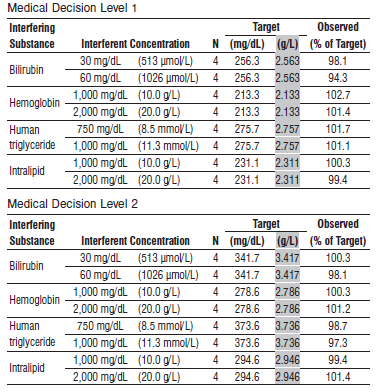 Medical Decision Level 1
Interfering Substance Interferent Concentration N Target (mg/dL) (g/L) Observed (% of Target)
Bilirubin 30 mg/dL (513 µmol/L) 4 256.3 2.563 98.1
60 mg/dL (1026 µmol/L) 4 256.3 2.563 94.3
Hemoglobin 1,000 mg/dL (10.0 g/L) 4 213.3 2.133 102.7
2,000 mg/dL (20.0 g/L) 4 213.3 2.133 101.4
Human triglyceride 750 mg/dL (8.5 mmol/L) 4 275.7 2.757 101.7
1,000 mg/dL (11.3 mmol/L) 4 275.7 2.757 101.1
Intralipid 1,000 mg/dL (10.0 g/L) 4 231.1 2.311 100.3
2,000 mg/dL (20.0 g/L) 4 231.1 2.311 99.4
Medical Decision Level 2
Interfering Substance Interferent Concentration N Target (mg/dL) (g/L) Observed (% of Target)
Bilirubin 30 mg/dL (513 µmol/L) 4 341.7 3.417 100.3
60 mg/dL (1026 µmol/L) 4 341.7 3.417 98.1
Hemoglobin 1,000 mg/dL (10.0 g/L) 4 278.6 2.786 100.3
2,000 mg/dL (20.0 g/L) 4 278.6 2.786 101.2
Human triglyceride 750 mg/dL (8.5 mmol/L) 4 373.6 3.736 98.7
1,000 mg/dL (11.3 mmol/L) 4 373.6 3.736 97.3
Intralipid 1,000 mg/dL (10.0 g/L) 4 294.6 2.946 99.4
2,000 mg/dL (20.0 g/L) 4 294.6 2.946 101.4